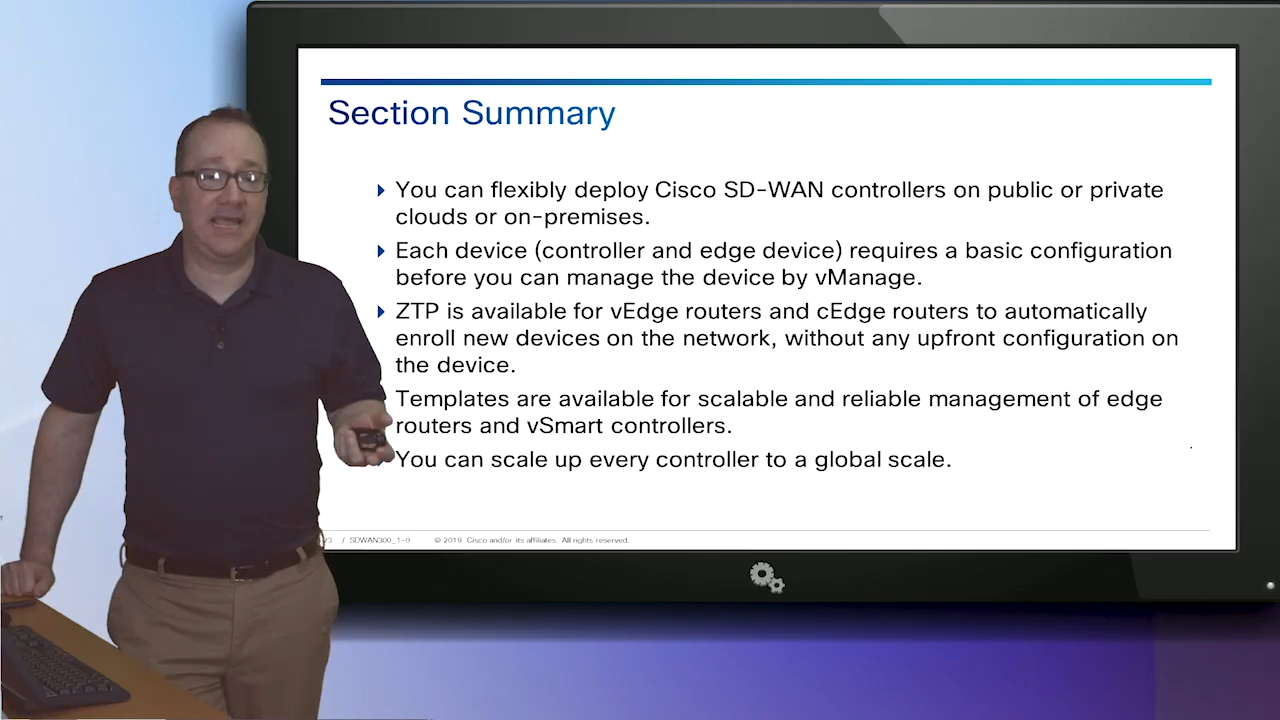 Section Summary
You can flexibly deploy Cisco SD-WAN controllers on public or private
clouds or on-premises.
Each device (controller and edge device) requires a basic configuration
before you can manage the device by vManage.
ZTP is available for vEdge routers and cEdge routers to automatically
enroll new devices on the network, without any upfront configuration on
the device.
Templates are available for scalable and reliable management of edge
routers and vSmart controllers.
You can scale up every controller to a global scale.
/ SDWAN300_1-0 © 2019 Cisco and/or its affiliates. All rights reserved.